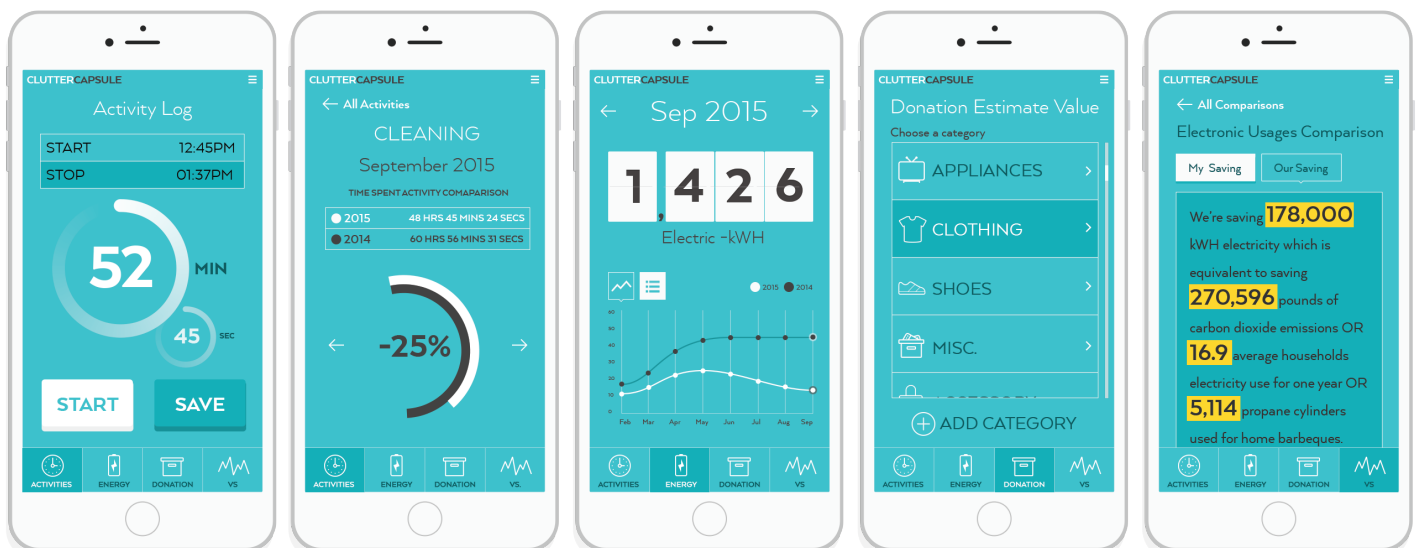 CLUTTERCAPSULE
Activity Log
START 12:45PM
STOP 01:37PM
52 MIN
45 SEC
START SAVE
ACTIVITIES ENERGY DONATION VS
CLUTTERCAPSULE
← All Activities
CLEANING
September 2015
TIME SPENT ACTIVITY COMAPARISON
2015 48 HRS 45 MINS 24 SECS
2014 60 HRS 56 MINS 31 SECS
← -25% →
ACTIVITIES ENERGY DONATION VS.
CLUTTERCAPSULE
← Sep 2015 →
1,426
Electric -kWH
2015 2014
60
50
40
30
20
10
0
Feb Mar Apr May Jun Jul Aug Sep
ACTIVITIES ENERGY DONATION VS
CLUTTERCAPSULE
Donation Estimate Value
Choose a category
APPLIANCES
CLOTHING
SHOES
MISC.
ADD CATEGORY
ACTIVITIES ENERGY DONATION VS
CLUTTERCAPSULE
← All Comparisons
Electronic Usages Comparison
My Saving Our Saving
We're saving 178,000
kWH electricity which is
equivalent to saving
270,596 pounds of
carbon dioxide emissions OR
16.9 average households
electricity use for one year OR
5,114 propane cylinders
used for home barbeques.
ACTIVITIES ENERGY DONATION VS